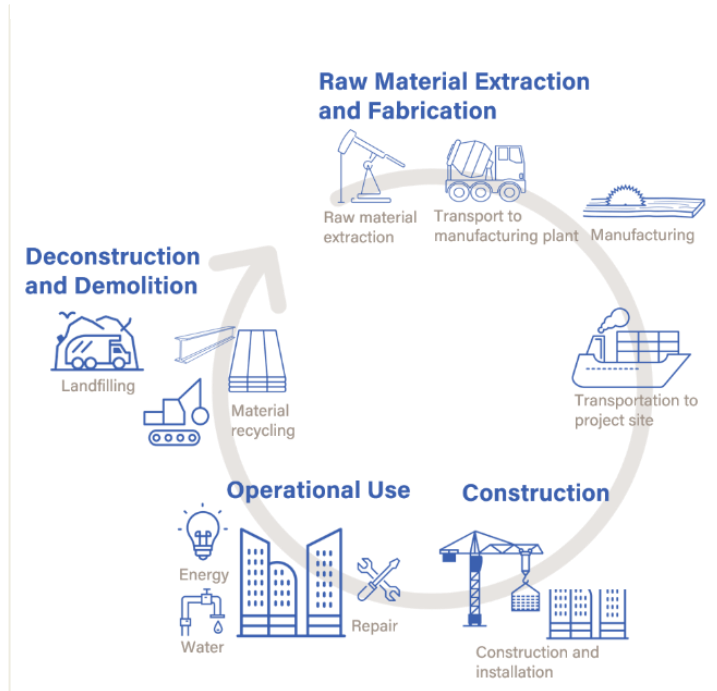 Raw Material Extraction
and Fabrication
Raw material
extraction
Transport to
manufacturing plant
Manufacturing
Transportation to
project site
Construction
Construction and
installation
Operational Use
Energy
Water
Repair
Deconstruction
and Demolition
Landfilling
Material
recycling